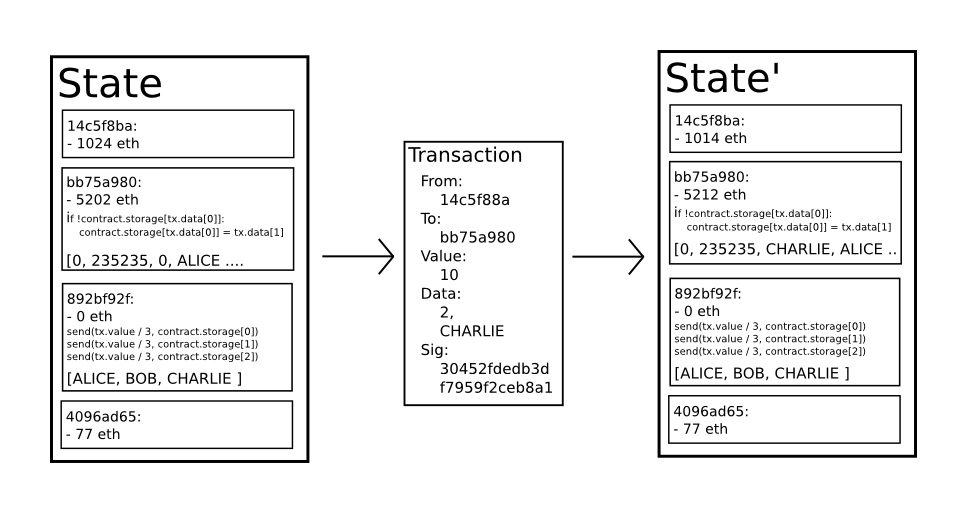 State
14c5f8ba:
- 1024 eth
bb75a980:
- 5202 eth
if !contract.storage[tx.data[0]]:
contract.storage[tx.data[0]] = tx.data[1]
[0, 235235, 0, ALICE ....
892bf92f:
- 0 eth
send(tx.value / 3, contract.storage[0])
send(tx.value / 3, contract.storage[1])
send(tx.value / 3, contract.storage[2])
[ALICE, BOB, CHARLIE ]
4096ad65:
- 77 eth
Transaction
From:
14c5f88a
To:
bb75a980
Value:
10
Data:
2,
CHARLIE
Sig:
30452fdedb3d
f7959f2ceb8a1
State'
14c5f8ba:
- 1014 eth
bb75a980:
- 5212 eth
if !contract.storage[tx.data[0]]:
contract.storage[tx.data[0]] = tx.data[1]
[0, 235235, CHARLIE, ALICE ..
892bf92f:
- 0 eth
send(tx.value / 3, contract.storage[0])
send(tx.value / 3, contract.storage[1])
send(tx.value / 3, contract.storage[2])
[ALICE, BOB, CHARLIE ]
4096ad65:
- 77 eth